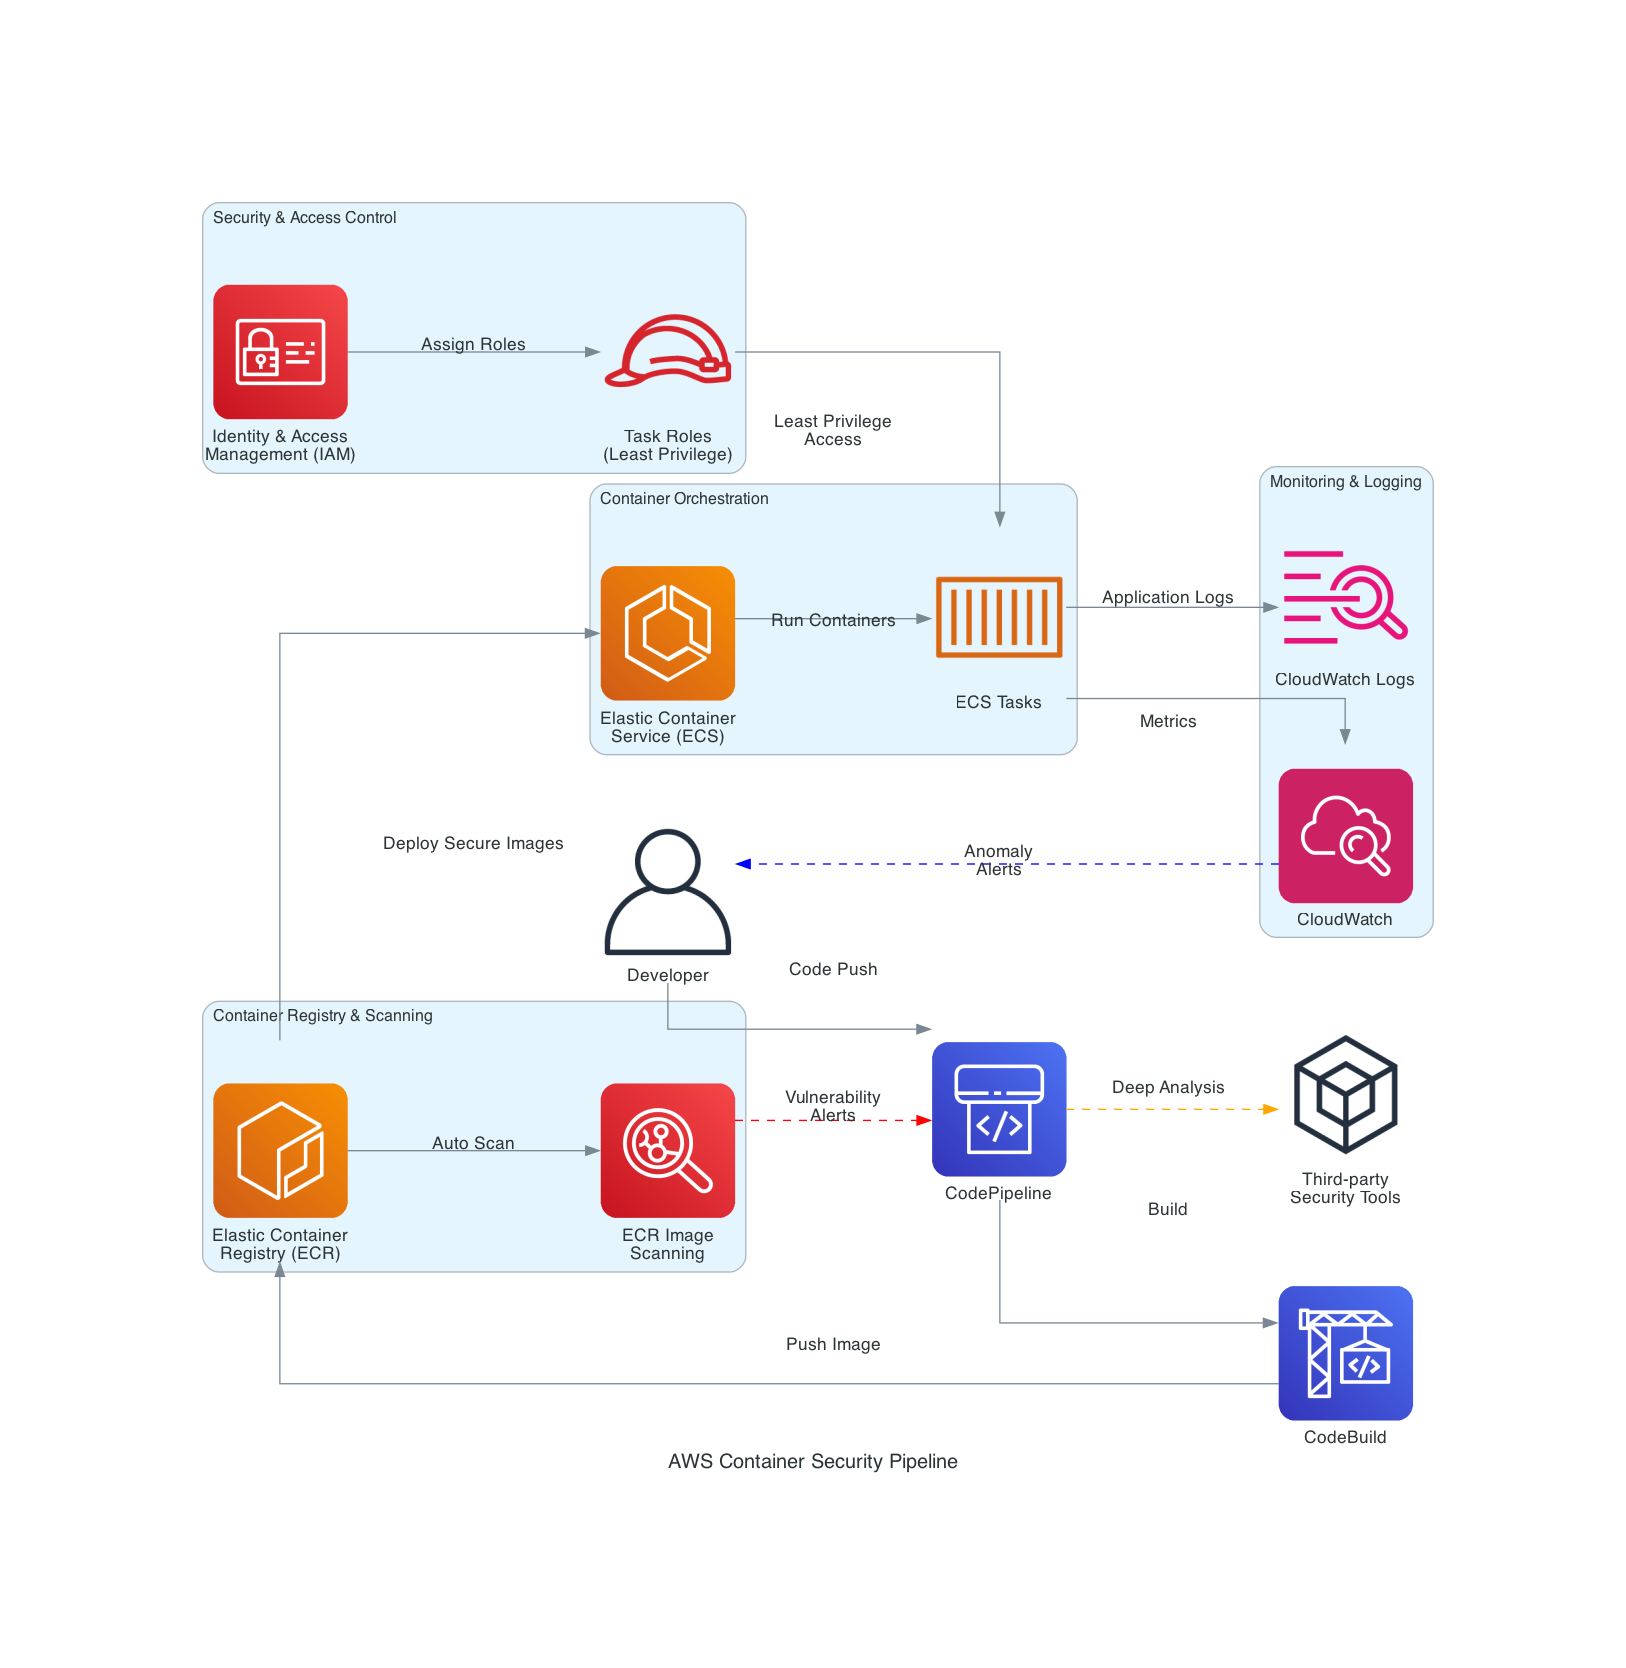 Security & Access Control
Assign Roles
Identity & Access
Management (IAM)
Task Roles
(Least Privilege)
Least Privilege
Access
Container Orchestration
Run Containers
Elastic Container
Service (ECS)
ECS Tasks
Monitoring & Logging
Application Logs
CloudWatch Logs
Metrics
CloudWatch
Anomaly
Alerts
Deploy Secure Images
Developer
Code Push
Container Registry & Scanning
Auto Scan
Elastic Container
Registry (ECR)
ECR Image
Scanning
Vulnerability
Alerts
CodePipeline
Deep Analysis
Third-party
Security Tools
Build
Push Image
CodeBuild
AWS Container Security Pipeline